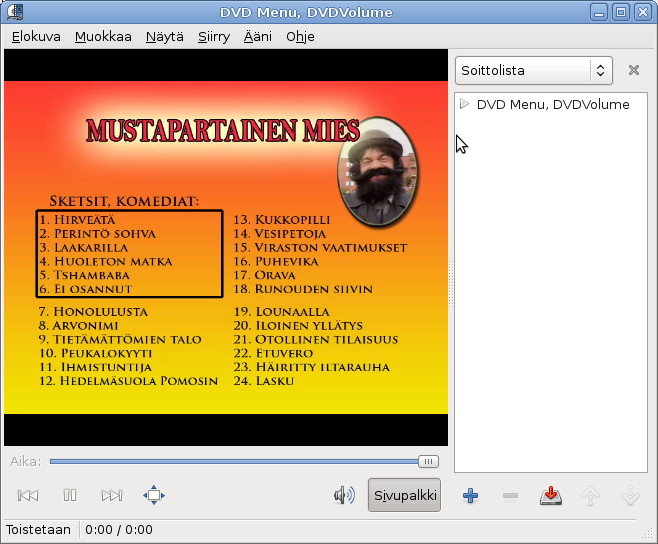 DVD Menu, DVDVolume
Elokuva Muokkaa Näytä Siirry Ääni Ohje
MUSTAPARTAINEN MIES
SKETSIT, KOMEDIAT:
1. HIRVEÄTÄ
2. PERINTÖ SOHVA
3. LAAKARILLA
4. HUOLETON MATKA
5. TSHAMBABA
6. EI OSANNUT
7. HONOLULUSTA
8. ARVONIMI
9. TIETÄMÄTTÖMIEN TALO
10. PEUKALOKYYTI
11. IHMISTUNTIJA
12. HEDELMÄSUOLA POMOSIN
13. KUKKOPILLI
14. VESIPETOJA
15. VIRASTON VAATIMUKSET
16. PUHEVIKA
17. ORAVA
18. RUNOUDEN SIIVIN
19. LOUNAALLA
20. ILOINEN YLLÄTYS
21. OTOLLINEN TILAISUUS
22. ETUVERO
23. HÄIRITTY ILTARAUHA
24. LASKU
Soittolista
DVD Menu, DVDVolume
Aika:
Sivupalkki
Toistetaan 0:00 / 0:00